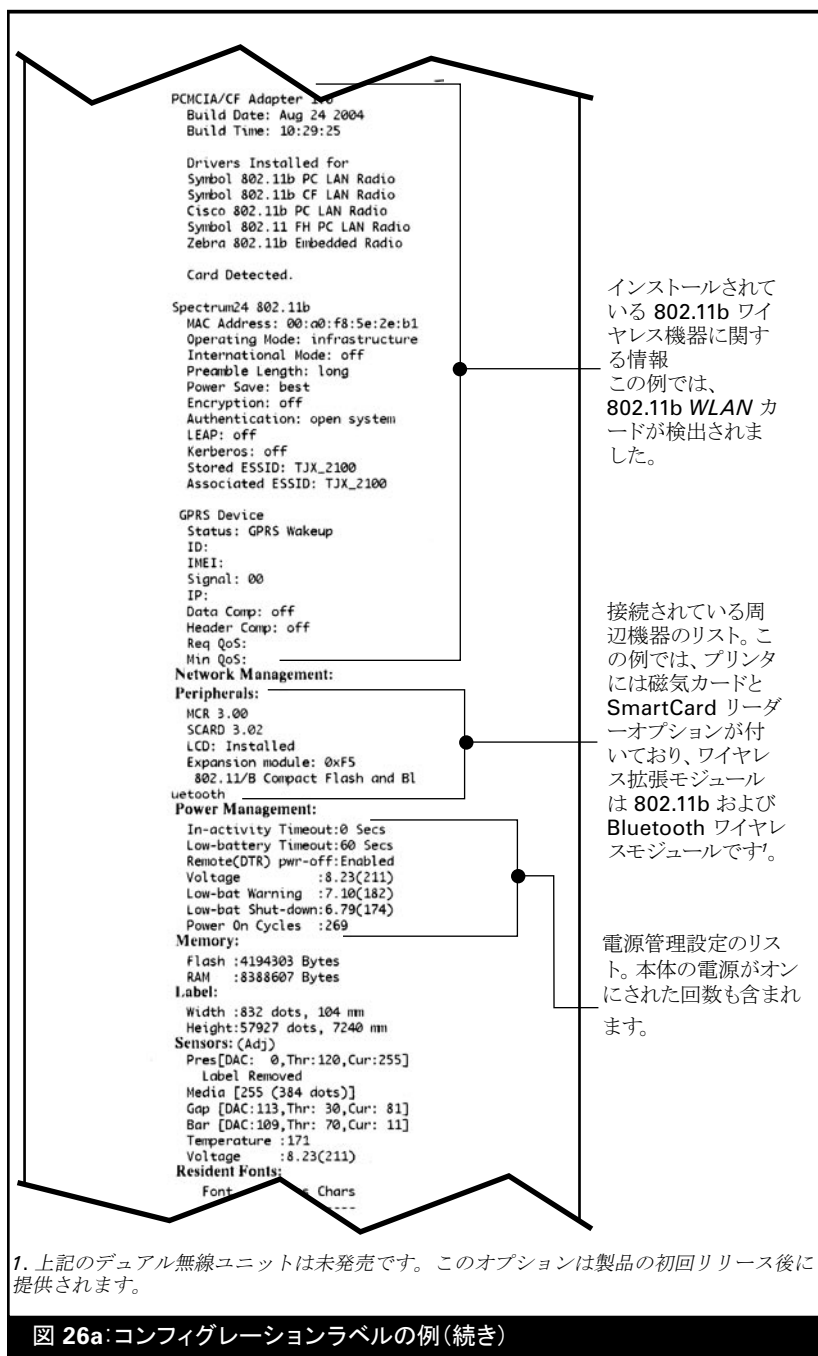 PCMCIA/CF Adapter
Build Date: Aug 24 2004
Build Time: 10:29:25
Drivers Installed for
Symbol 802.11b PC LAN Radio
Symbol 802.11b CF LAN Radio
Cisco 802.11b PC LAN Radio
Symbol 802.11 FH PC LAN Radio
Zebra 802.11b Embedded Radio
Card Detected.
Spectrum24 802.11b
MAC Address: 00:a0:f8:5e:2e:b1
Operating Mode: infrastructure
International Mode: off
Preamble Length: long
Power Save: best
Encryption: off
Authentication: open system
LEAP: off
Kerberos: off
Stored ESSID: TJX_2100
Associated ESSID: TJX_2100
GPRS Device
Status: GPRS Wakeup
ID:
IMEI:
Signal: 00
IP:
Data Comp: off
Header Comp: off
Req QoS:
Min QoS:
Network Management:
Peripherals:
MCR 3.00
SCARD 3.02
LCD: Installed
Expansion module: 0xF5
802.11/B Compact Flash and Bl
uetooth
Power Management:
In-activity Timeout:0 Secs
Low-battery Timeout:60 Secs
Remote(DTR) pwr-off:Enabled
Voltage :8.23(211)
Low-bat Warning :7.10(182)
Low-bat Shut-down:6.79(174)
Power On Cycles :269
Memory:
Flash :4194303 Bytes
RAM :8388607 Bytes
Label:
Width :832 dots, 104 mm
Height:57927 dots, 7240 mm
Sensors: (Adj)
Pres[DAC: 0,Thr:120,Cur:255]
Label Removed
Media [255 (384 dots)]
Gap [DAC:113,Thr: 30,Cur: 81]
Bar [DAC:109,Thr: 70,Cur: 11]
Temperature :171
Voltage :8.23(211)
Resident Fonts:
Font Chars
インストールされて
いる 802.11b ワイ
ヤレス機器に関す
る情報
この例では、
802.11b WLAN カ
ードが検出されま
した。
接続されている周
辺機器のリスト。こ
の例では、プリンタ
には磁気カードと
SmartCard リーダ
ーオプションが付
いており、ワイヤレ
ス拡張モジュール
は 802.11b および
Bluetooth ワイヤレ
スモジュールです1。
電源管理設定のリス
ト。本体の電源がオン
にされた回数も含まれ
ます。
1. 上記のデュアル無線ユニットは未発売です。このオプションは製品の初回リリース後に
提供されます。
図 26a:コンフィグレーションラベルの例(続き)